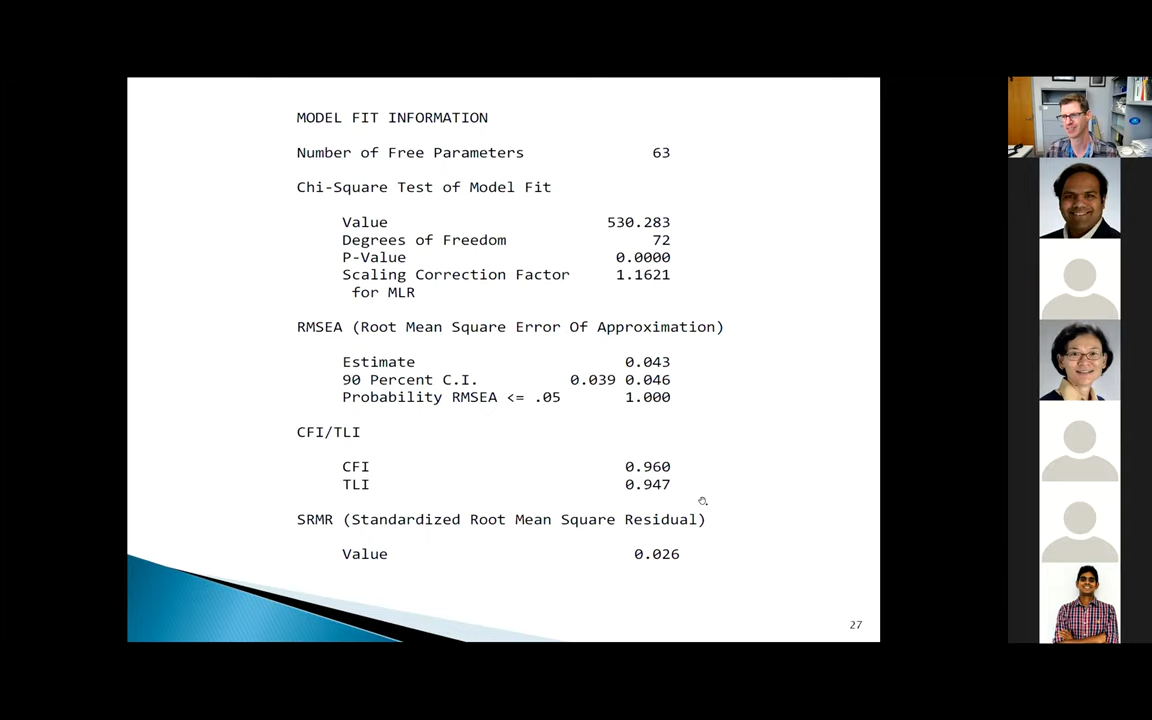 MODEL FIT INFORMATION
Number of Free Parameters 63
Chi-Square Test of Model Fit
Value 530.283
Degrees of Freedom 72
P-Value 0.0000
Scaling Correction Factor 1.1621
for MLR
RMSEA (Root Mean Square Error Of Approximation)
Estimate 0.043
90 Percent C.I. 0.039 0.046
Probability RMSEA <= .05 1.000
CFI/TLI
CFI 0.960
TLI 0.947
SRMR (Standardized Root Mean Square Residual)
Value 0.026
27